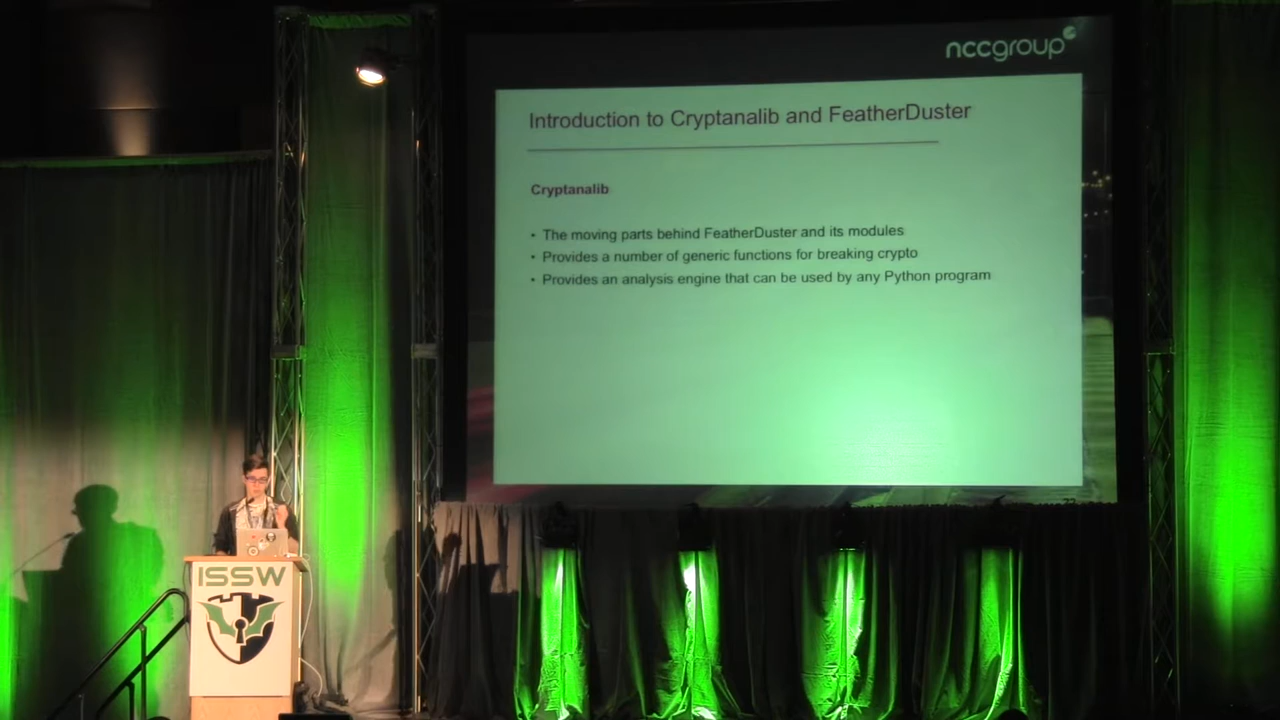 nccgroup
Introduction to Cryptanalib and FeatherDuster
Cryptanalib
• The moving parts behind FeatherDuster and its modules
• Provides a number of generic functions for breaking crypto
• Provides an analysis engine that can be used by any Python program
ISSW